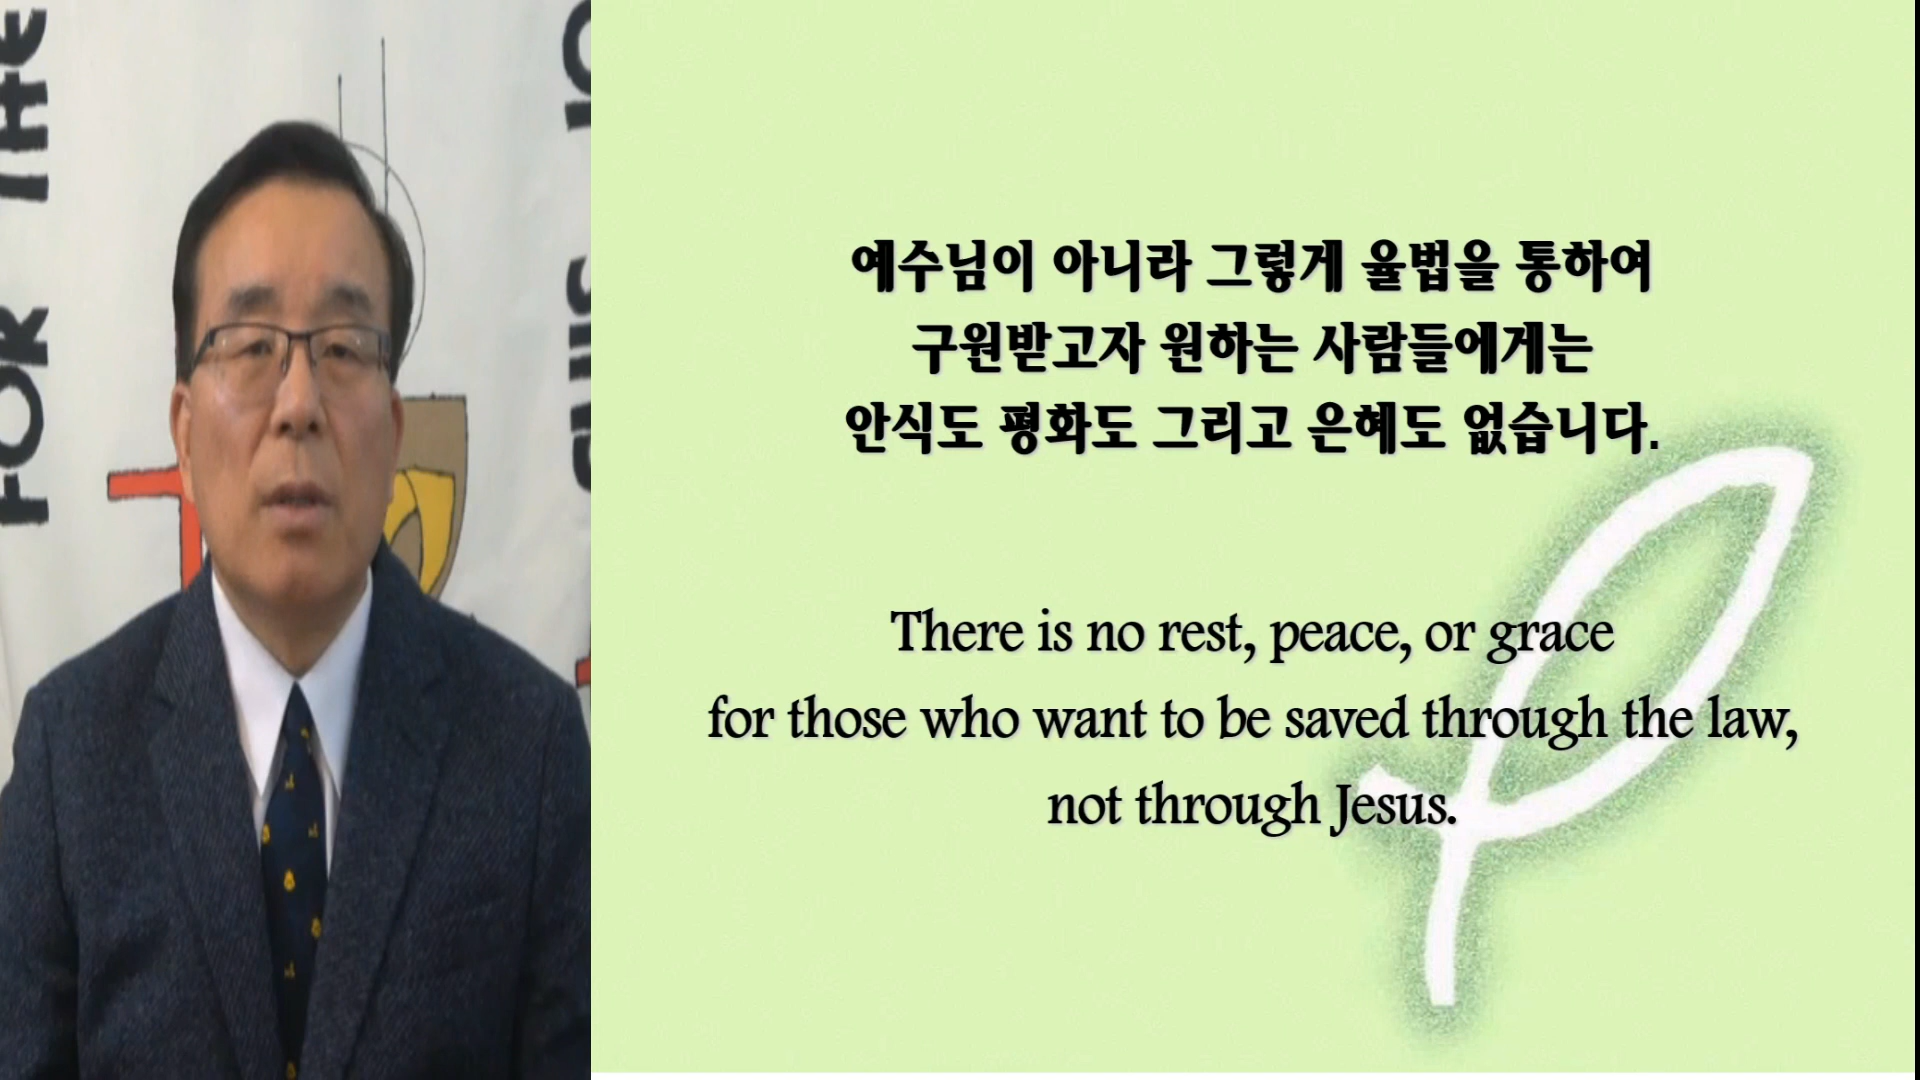 FOR THE
예수님이 아니라 그렇게 율법을 통하여
구원받고자 원하는 사람들에게는
안식도 평화도 그리고 은혜도 없습니다.
There is no rest, peace, or grace
for those who want to be saved through the law,
not through Jesus.